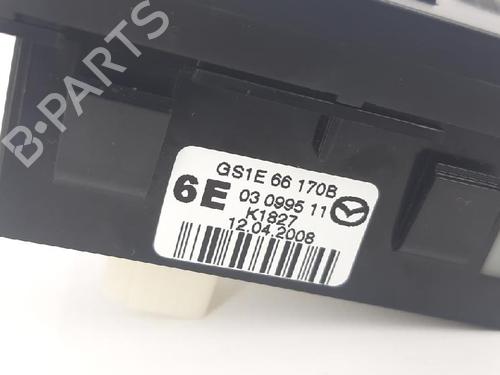 B-PARTS
GS1E 66 170B
6E 03 0995 11
K1827
12.04.2008